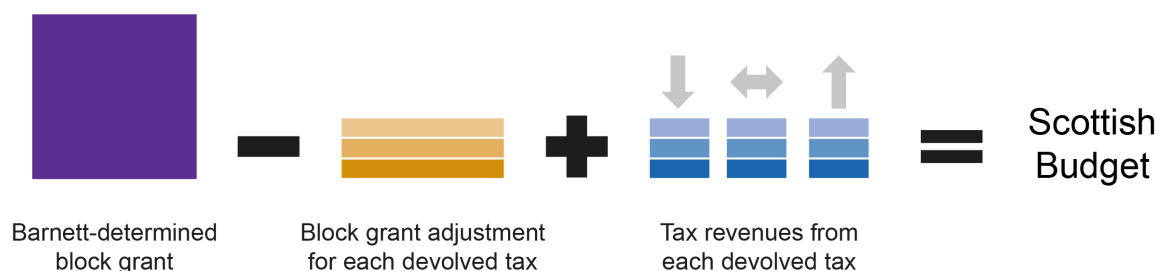 Scottish
Budget
Barnett-determined
block grant
Block grant adjustment
for each devolved tax
Tax revenues from
each devolved tax